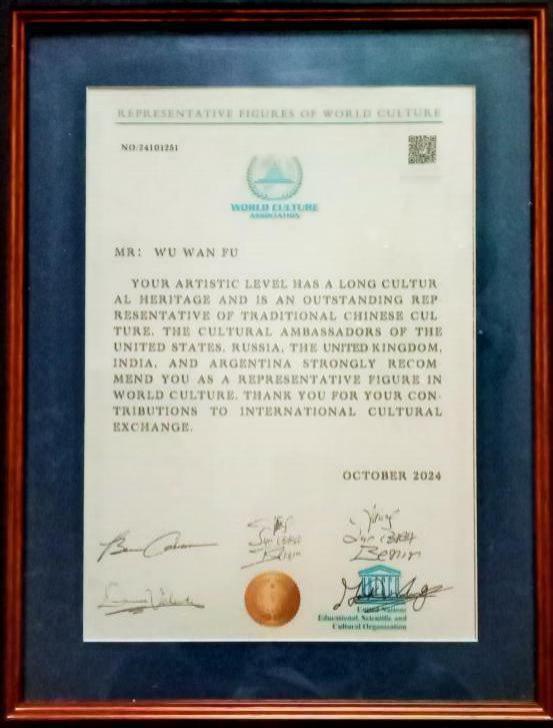 REPRESENTATIVE FIGURES OF WORLD CULTURE
NO:24101251
WORLD CULTURE
ASSOCIATION
MR: WU WAN FU
YOUR ARTISTIC LEVEL HAS A LONG CULTUR-
AL HERITAGE AND IS AN OUTSTANDING REP
RESENTATIVE OF TRADITIONAL CHINESE CUL
TURE. THE CULTURAL AMBASSADORS OF THE
UNITED STATES, RUSSIA, THE UNITED KINGDOM,
INDIA, AND ARGENTINA STRONGLY RECOM
MEND YOU AS A REPRESENTATIVE FIGURE IN
WORLD CULTURE. THANK YOU FOR YOUR CON-
TRIBUTIONS TO INTERNATIONAL CULTURAL
EXCHANGE.
OCTOBER 2024
Benin
United Nations
Educational, Scientific and
Cultural Organization